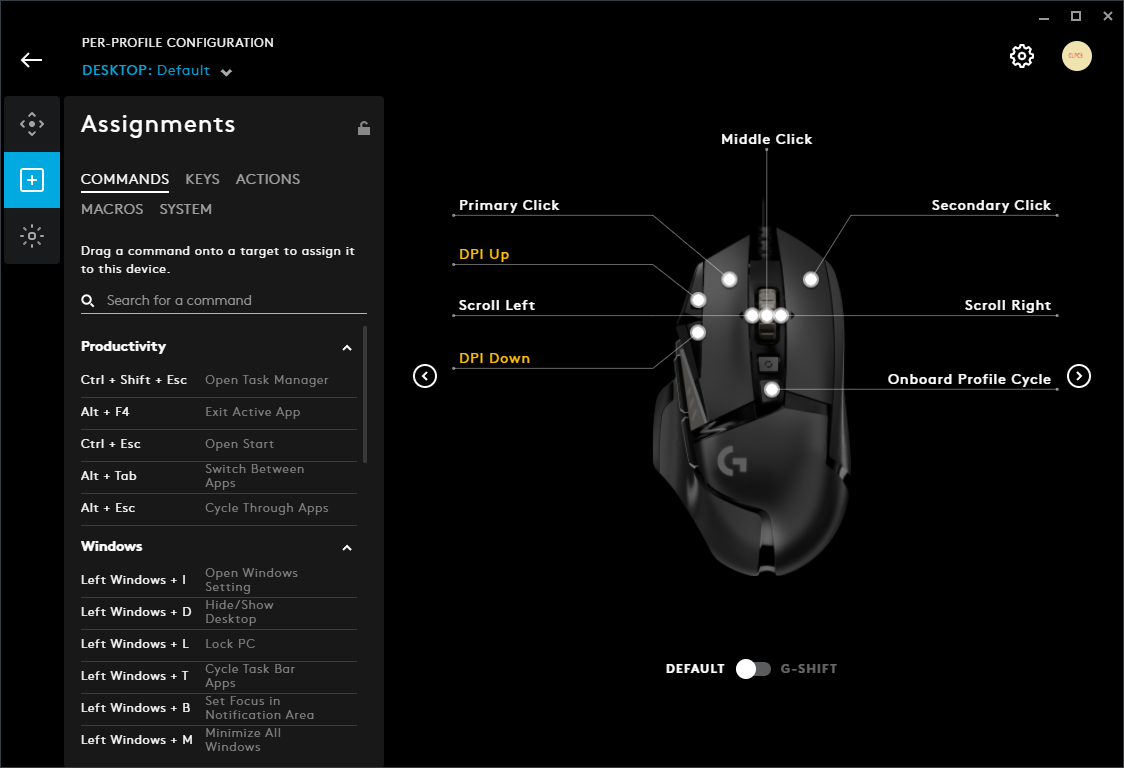 PER-PROFILE CONFIGURATION
DESKTOP: Default
Assignments
COMMANDS KEYS ACTIONS
MACROS SYSTEM
Drag a command onto a target to assign it
to this device.
Search for a command
Productivity
Ctrl + Shift + Esc Open Task Manager
Alt + F4 Exit Active App
Ctrl + Esc Open Start
Alt + Tab Switch Between
Apps
Alt + Esc Cycle Through Apps
Windows
Left Windows + I Open Windows
Setting
Left Windows + D Hide/Show
Desktop
Left Windows + L Lock PC
Left Windows + T Cycle Task Bar
Apps
Left Windows + B Set Focus in
Notification Area
Left Windows + M Minimize All
Windows
Middle Click
Primary Click
Secondary Click
DPI Up
Scroll Left
Scroll Right
DPI Down
Onboard Profile Cycle
DEFAULT G-SHIFT